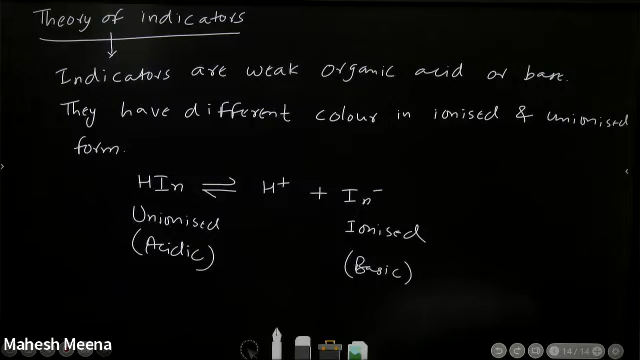 Theory of indicators
Indicators are weak organic acid or base.
They have different colour in ionised & unionised
form.
HIn ⇌ H+ + In-
Unionised Ionised
(Acidic) (Basic)
Mahesh Meena
14 / 14